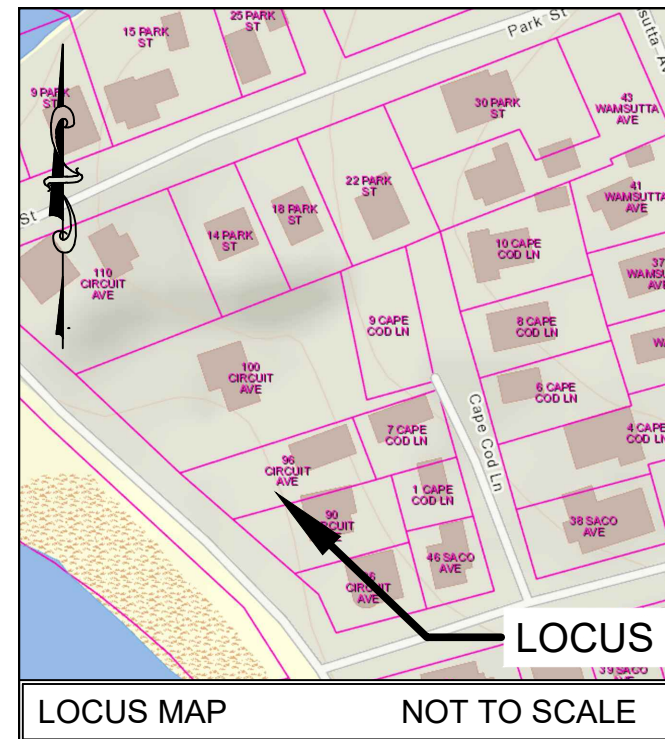 25 PARK
ST
15 PARK
ST
Park St
9 PARK
ST
30 PARK
ST
43
WAMSUTTA
AVE
22 PARK
ST
41
WAMSUTTA
AVE
18 PARK
ST
14 PARK
ST
St
10 CAPE
COD LN
37
110
CIRCUIT
AVE
9 CAPE
COD LN
8 CAPE
COD LN
100
CIRCUIT
AVE
6 CAPE
COD LN
Cape Cod Ln
7 CAPE
COD LN
4 CAPE
COD LN
96
CIRCUIT
AVE
1 CAPE
COD LN
90
38 SACO
AVE
46 SACO
AVE
AVE
LOCUS
39 SACO
AVE
LOCUS MAP NOT TO SCALE